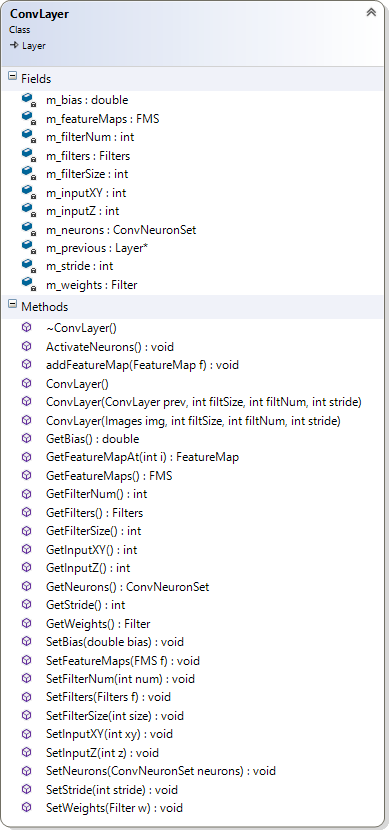 ConvLayer
Class
Layer
Fields
m_bias : double
m_featureMaps : FMS
m_filterNum : int
m_filters : Filters
m_filterSize : int
m_inputXY : int
m_inputZ : int
m_neurons : ConvNeuronSet
m_previous : Layer*
m_stride : int
m_weights : Filter
Methods
~ConvLayer()
ActivateNeurons() : void
addFeatureMap(FeatureMap f) : void
ConvLayer()
ConvLayer(ConvLayer prev, int filtSize, int filtNum, int stride)
ConvLayer(Images img, int filtSize, int filtNum, int stride)
GetBias() : double
GetFeatureMapAt(int i) : FeatureMap
GetFeatureMaps() : FMS
GetFilterNum() : int
GetFilters() : Filters
GetFilterSize() : int
GetInputXY() : int
GetInputZ() : int
GetNeurons() : ConvNeuronSet
GetStride() : int
GetWeights() : Filter
SetBias(double bias) : void
SetFeatureMaps(FMS f) : void
SetFilterNum(int num) : void
SetFilters(Filters f) : void
SetFilterSize(int size) : void
SetInputXY(int xy) : void
SetInputZ(int z) : void
SetNeurons(ConvNeuronSet neurons) : void
SetStride(int stride) : void
SetWeights(Filter w) : void